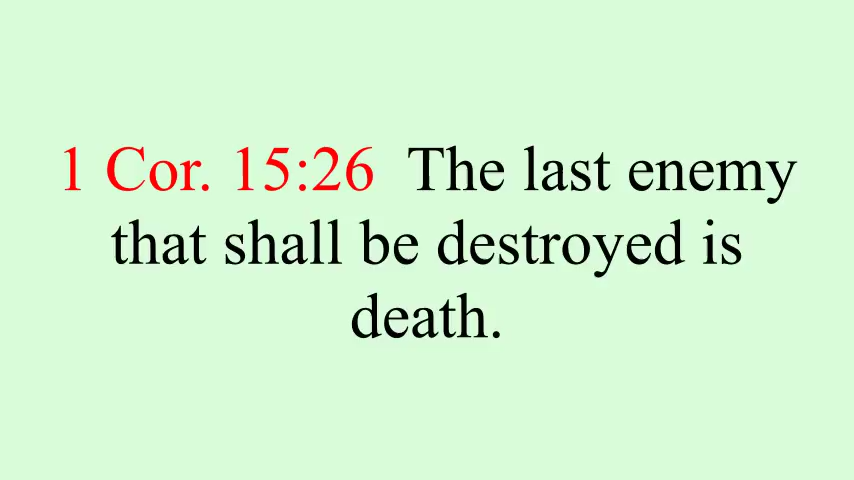 1 Cor. 15:26  The last enemy
that shall be destroyed is
death.